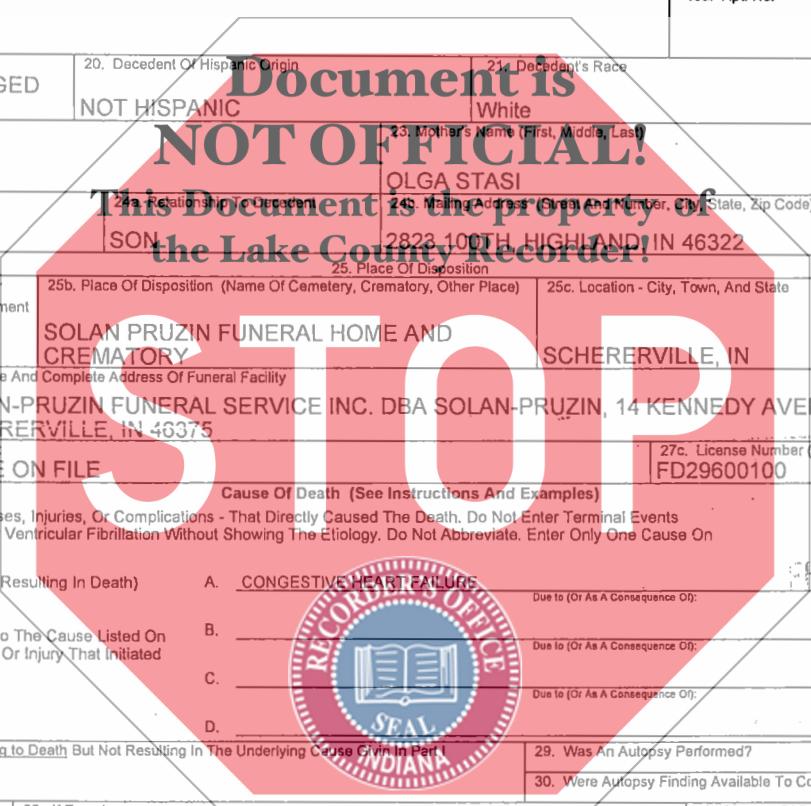 20. Decedent Of Hispanic Origin
21. Decedent's Race
GED
NOT HISPANIC
White
Document is
NOT OFFICIAL!
This Document is the property of
the Lake County Recorder!
23. Mother's Name (First, Middle, Last)
OLGA STASI
24a. Relationship To Decedent
24b. Mailing Address (Street And Number, City, State, Zip Code)
SON
2823 100TH, HIGHLAND, IN 46322
25. Place Of Disposition
25b. Place Of Disposition (Name Of Cemetery, Crematory, Other Place)
25c. Location - City, Town, And State
ment
SOLAN PRUZIN FUNERAL HOME AND
CREMATORY
SCHERERVILLE, IN
e And Complete Address Of Funeral Facility
N-PRUZIN FUNERAL SERVICE INC. DBA SOLAN-PRUZIN, 14 KENNEDY AVE
RERVILLE, IN 46375
STOP
27c. License Number (
E ON FILE
FD29600100
Cause Of Death (See Instructions And Examples)
ses, Injuries, Or Complications - That Directly Caused The Death. Do Not Enter Terminal Events
Ventricular Fibrillation Without Showing The Etiology. Do Not Abbreviate. Enter Only One Cause On
Resulting In Death)
A. CONGESTIVE HEART FAILURE
Due to (Or As A Consequence Of):
o The Cause Listed On
Or Injury That Initiated
B.
Due to (Or As A Consequence Of):
C.
Due to (Or As A Consequence Of):
D.
RECORDER'S OFFICE
SEAL
INDIANA
g to Death But Not Resulting In The Underlying Cause Givin In Part I
29. Was An Autopsy Performed?
30. Were Autopsy Finding Available To Co